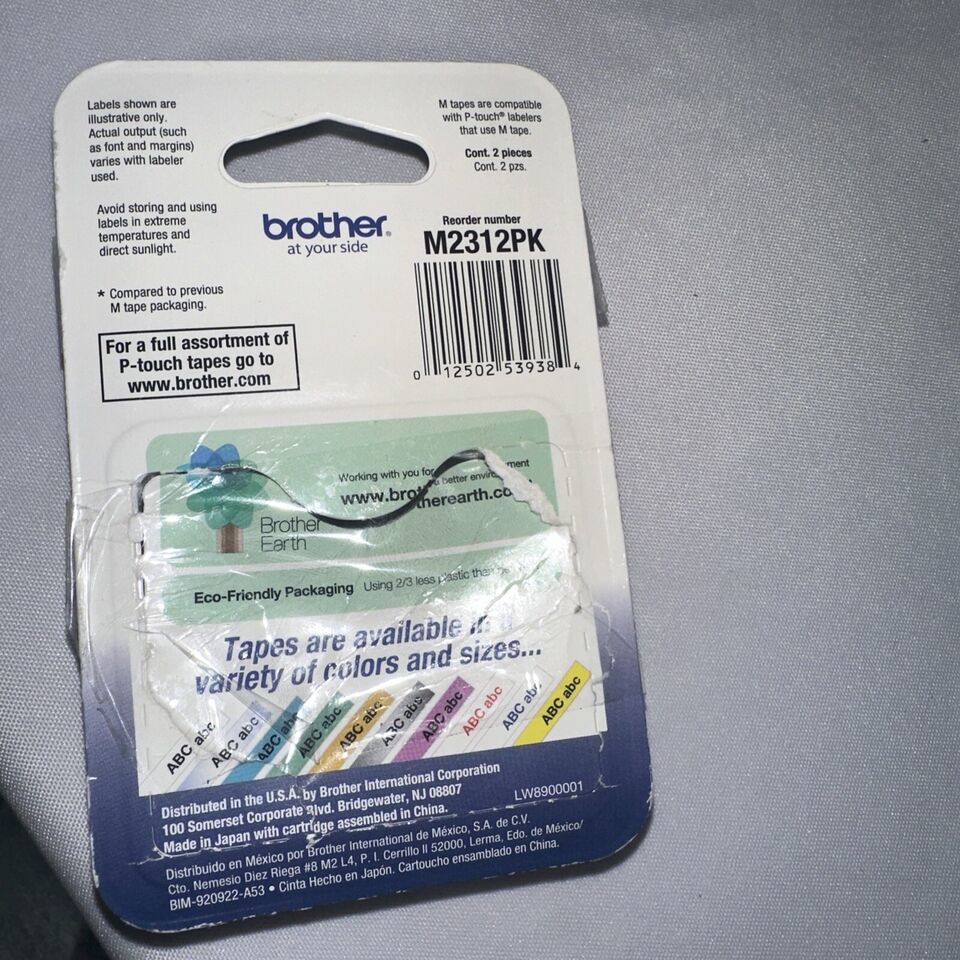 Labels shown are
illustrative only.
Actual output (such
as font and margins)
varies with labeler
used.
Avoid storing and using
labels in extreme
temperatures and
direct sunlight.
* Compared to previous
M tape packaging.
For a full assortment of
P-touch tapes go to
www.brother.com
brother®
at your side
M tapes are compatible
with P-touch® labelers
that use M tape.
Cont. 2 pieces
Cont. 2 pzs.
Reorder number
M2312PK
0 12502 53938 4
Working with you for a better environment
www.brotherearth.co
Brother
Earth
Eco-Friendly Packaging Using 2/3 less plastic than
Tapes are available in a
variety of colors and sizes...
ABC abc ABC abc ABC abc ABC abc ABC abc ABC abc ABC abc ABC abc ABC abc ABC abc
Distributed in the U.S.A. by Brother International Corporation
100 Somerset Corporate Blvd. Bridgewater, NJ 08807
Made in Japan with cartridge assembled in China.
LW8900001
Distribuido en México por Brother International de México, S.A. de C.V.
Cto. Nemesio Diez Riega #8 M2 L4, P. I. Cerrillo II 52000, Lerma, Edo. de México/
BIM-920922-A53 • Cinta Hecho en Japón. Cartoucho ensamblado en China.